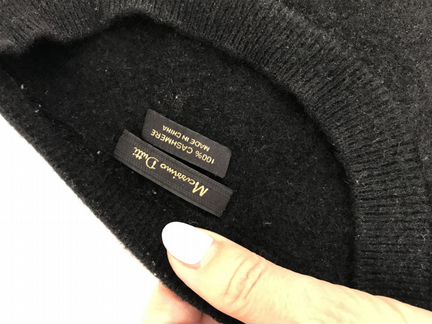 Massimo Dutti
100% CASHMERE
MADE IN CHINA